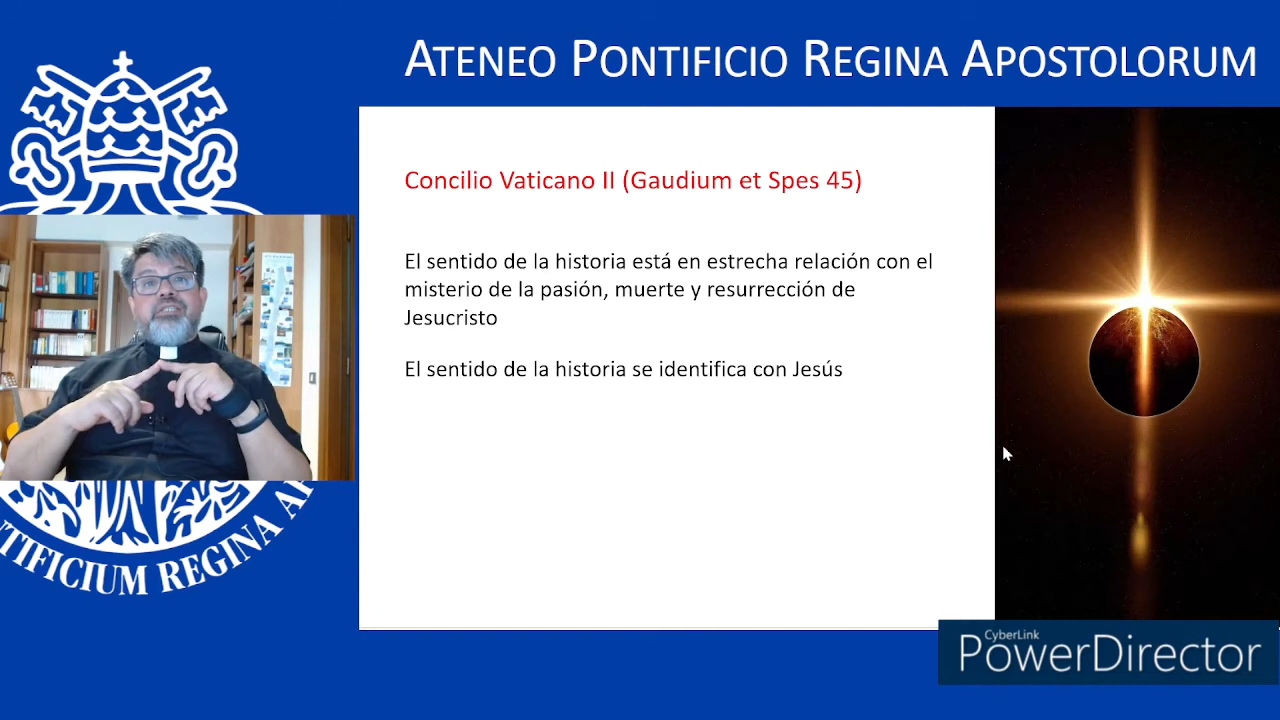 ATENEO PONTIFICIO REGINA APOSTOLORUM
Concilio Vaticano II (Gaudium et Spes 45)
El sentido de la historia está en estrecha relación con el
misterio de la pasión, muerte y resurrección de
Jesucristo
El sentido de la historia se identifica con Jesús
TIFICIUM REGINA AP
CyberLink
PowerDirector